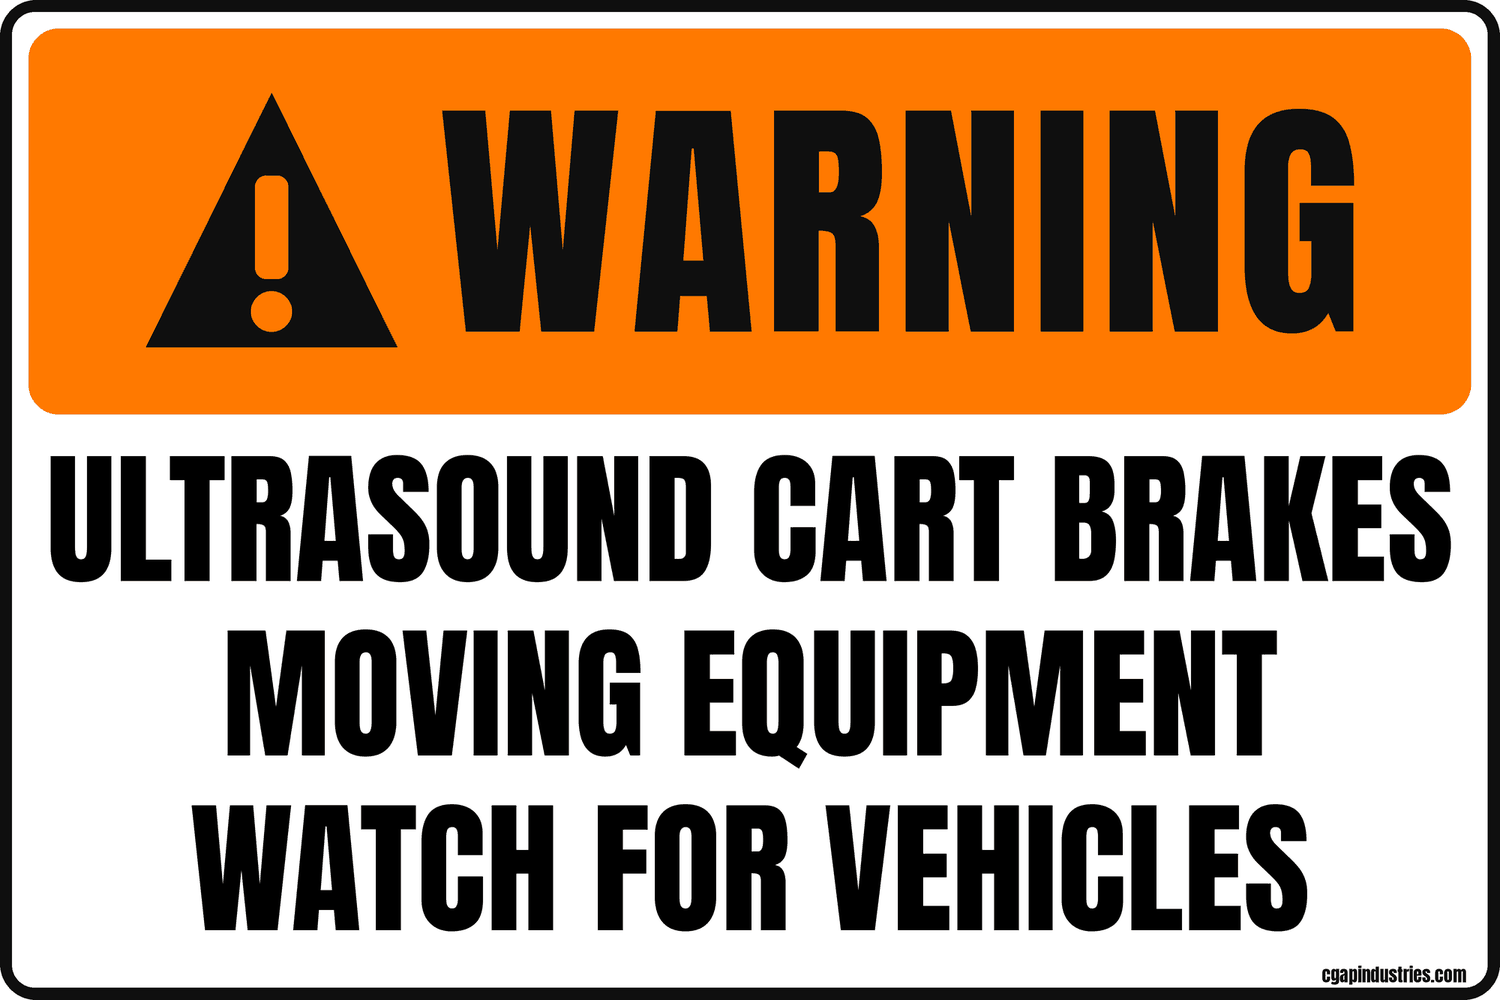 WARNING
ULTRASOUND CART BRAKES
MOVING EQUIPMENT
WATCH FOR VEHICLES
cgapindustries.com